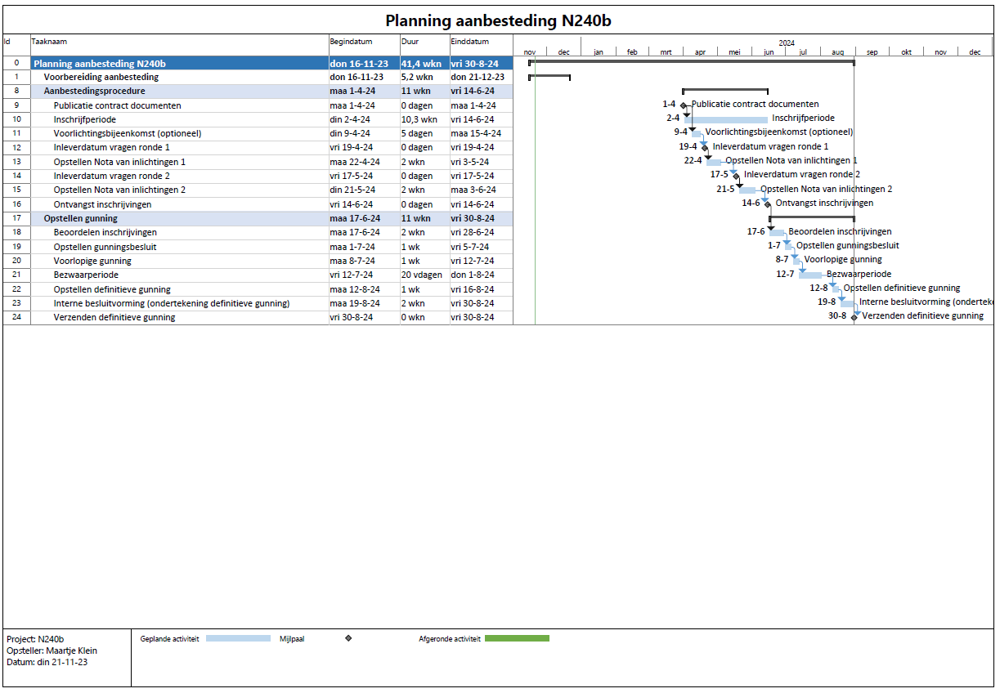 Planning aanbesteding N240b
Id Taaknaam Begindatum Duur Einddatum
2024
nov dec jan feb mrt apr mei jun jul aug sep okt nov dec
0 Planning aanbesteding N240b don 16-11-23 41,4 wkn vri 30-8-24
1 Voorbereiding aanbesteding don 16-11-23 5,2 wkn don 21-12-23
8 Aanbestedingsprocedure maa 1-4-24 11 wkn vri 14-6-24
9 Publicatie contract documenten maa 1-4-24 0 dagen maa 1-4-24 1-4 Publicatie contract documenten
10 Inschrijfperiode din 2-4-24 10,3 wkn vri 14-6-24 2-4 Inschrijfperiode
11 Voorlichtingsbijeenkomst (optioneel) din 9-4-24 5 dagen maa 15-4-24 9-4 Voorlichtingsbijeenkomst (optioneel)
12 Inleverdatum vragen ronde 1 vri 19-4-24 0 dagen vri 19-4-24 19-4 Inleverdatum vragen ronde 1
13 Opstellen Nota van inlichtingen 1 maa 22-4-24 2 wkn vri 3-5-24 22-4 Opstellen Nota van inlichtingen 1
14 Inleverdatum vragen ronde 2 vri 17-5-24 0 dagen vri 17-5-24 17-5 Inleverdatum vragen ronde 2
15 Opstellen Nota van inlichtingen 2 din 21-5-24 2 wkn maa 3-6-24 21-5 Opstellen Nota van inlichtingen 2
16 Ontvangst inschrijvingen vri 14-6-24 0 dagen vri 14-6-24 14-6 Ontvangst inschrijvingen
17 Opstellen gunning maa 17-6-24 11 wkn vri 30-8-24
18 Beoordelen inschrijvingen maa 17-6-24 2 wkn vri 28-6-24 17-6 Beoordelen inschrijvingen
19 Opstellen gunningsbesluit maa 1-7-24 1 wk vri 5-7-24 1-7 Opstellen gunningsbesluit
20 Voorlopige gunning maa 8-7-24 1 wk vri 12-7-24 8-7 Voorlopige gunning
21 Bezwaarperiode vri 12-7-24 20 vdagen don 1-8-24 12-7 Bezwaarperiode
22 Opstellen definitieve gunning maa 12-8-24 1 wk vri 16-8-24 12-8 Opstellen definitieve gunning
23 Interne besluitvorming (ondertekening definitieve gunning) maa 19-8-24 2 wkn vri 30-8-24 19-8 Interne besluitvorming (onderteke
24 Verzenden definitieve gunning vri 30-8-24 0 wkn vri 30-8-24 30-8 Verzenden definitieve gunning
Project: N240b
Opsteller: Maartje Klein
Datum: din 21-11-23
Geplande activiteit Mijlpaal Afgeronde activiteit